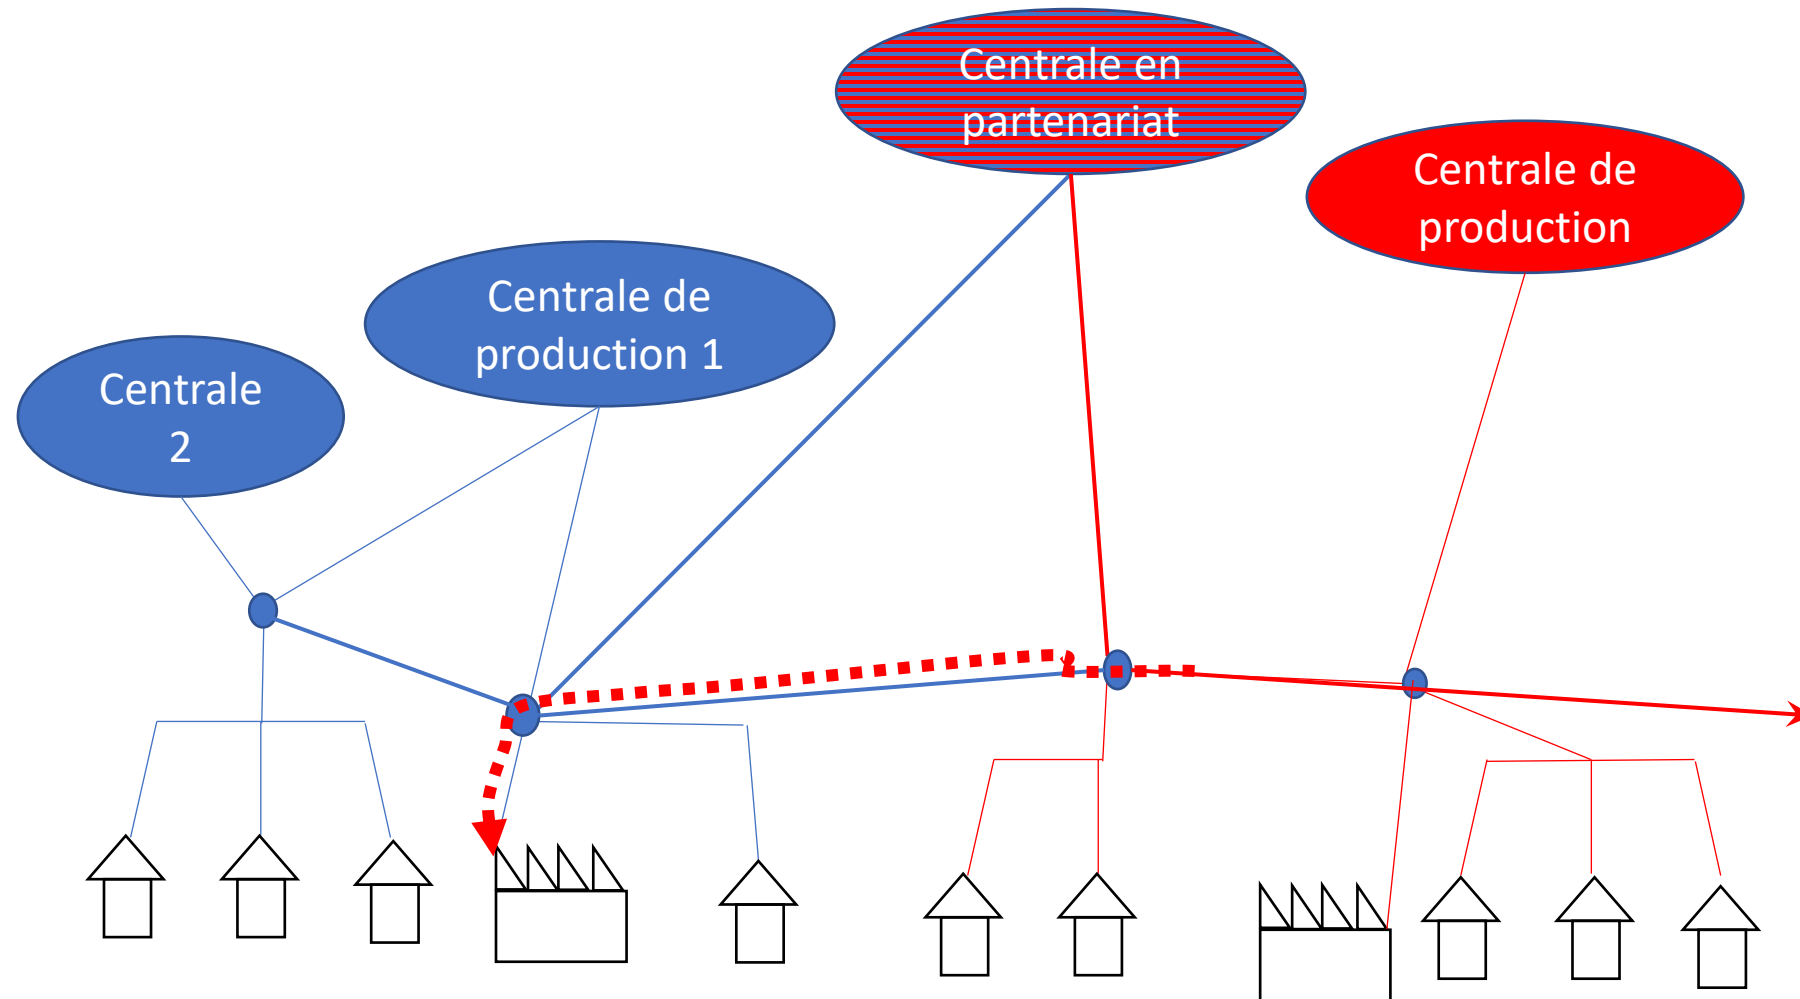 Centrale en
partenariat
Centrale de
production
Centrale de
production 1
Centrale
2